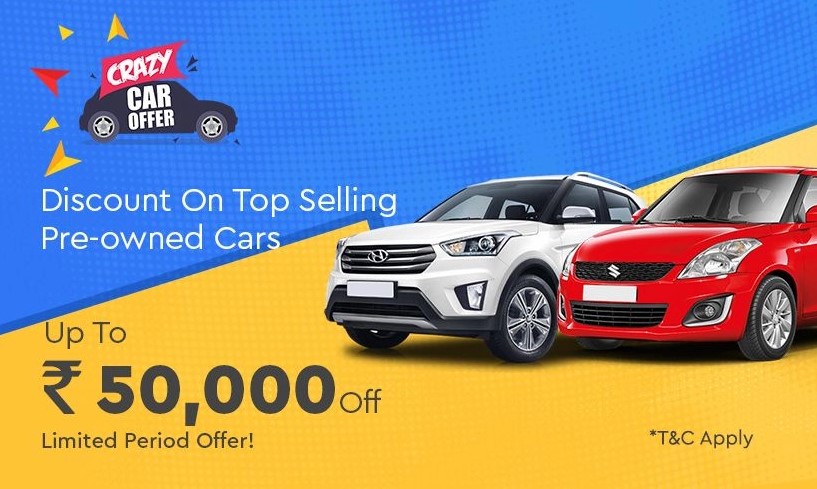 CRAZY
CAR
OFFER
Discount On Top Selling
Pre-owned Cars
Up To
₹ 50,000 Off
Limited Period Offer!
*T&C Apply